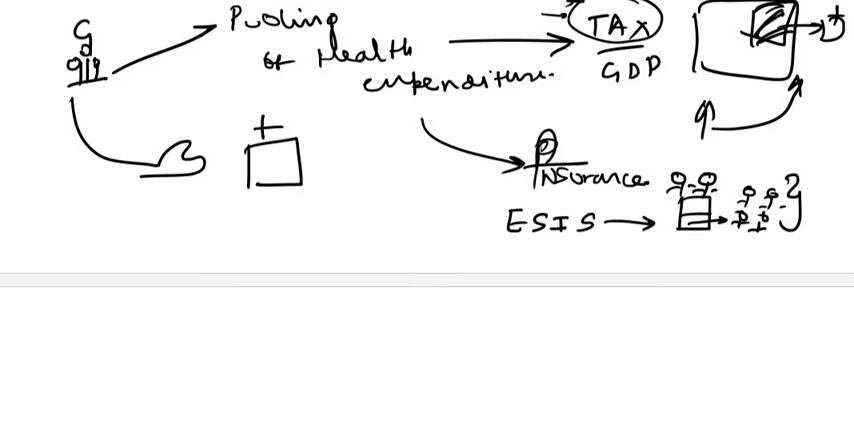 G
Pooling
of Health
expenditure.
TAX
GDP
Insurance
ESIS